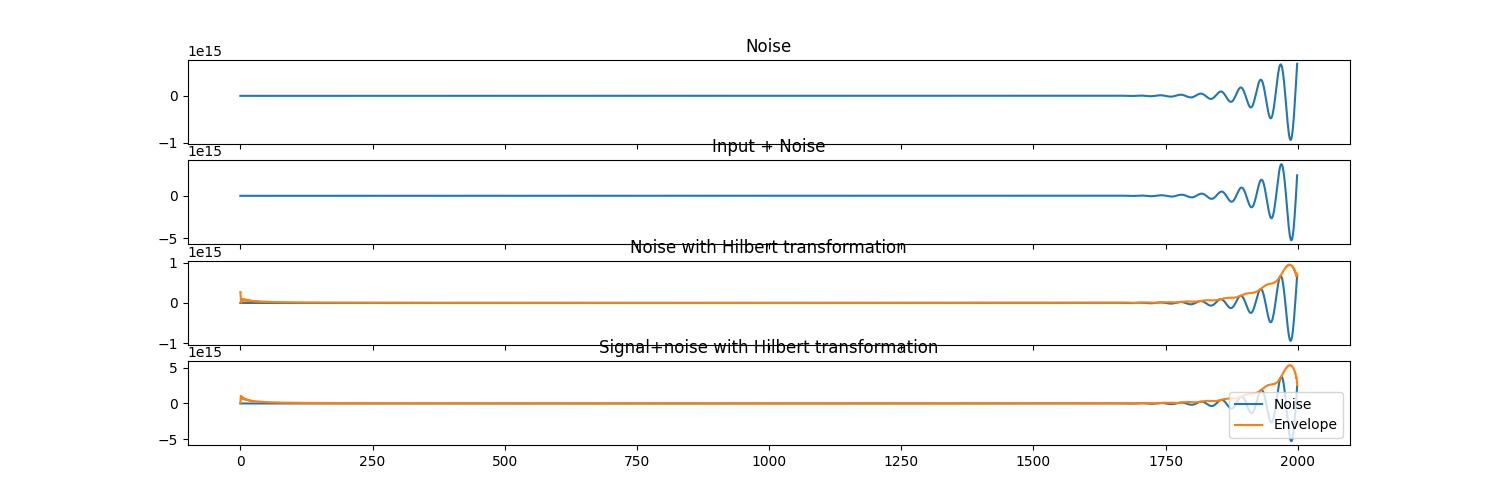 Noise
1e15
0
−1
Input + Noise
1e15
0
−5
Noise with Hilbert transformation
1e15
1
0
−1
Signal+noise with Hilbert transformation
1e15
5
0
−5
Noise
Envelope
0 250 500 750 1000 1250 1500 1750 2000